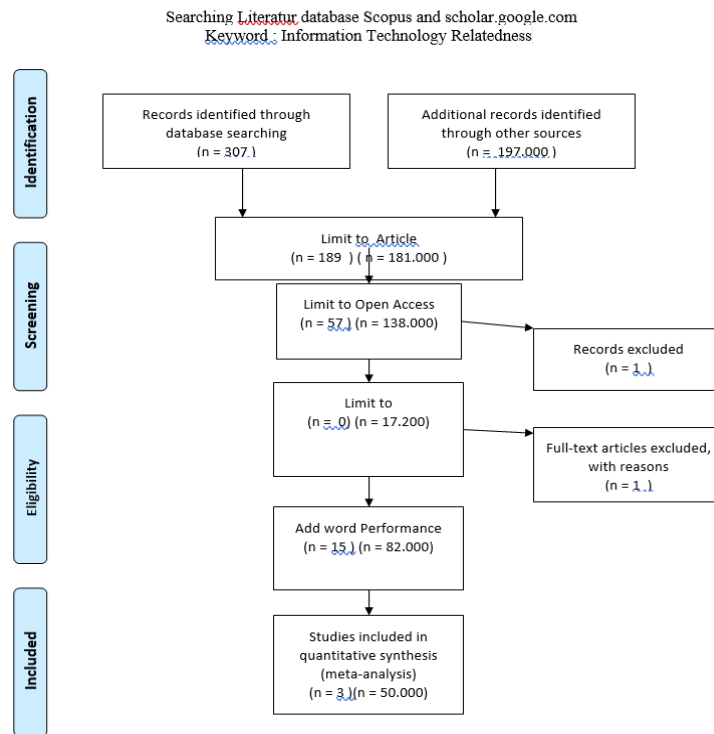 Searching Literatur database Scopus and scholar.google.com
Keyword : Information Technology Relatedness
Identification
Records identified through
database searching
(n = 307 )
Additional records identified
through other sources
(n = 197.000 )
Limit to Article
(n = 189 ) ( n = 181.000 )
Screening
Limit to Open Access
(n = 57 ) (n = 138.000)
Records excluded
(n = 1 )
Limit to
(n = 0) (n = 17.200)
Eligibility
Full-text articles excluded,
with reasons
(n = 1 )
Add word Performance
(n = 15 ) (n = 82.000)
Included
Studies included in
quantitative synthesis
(meta-analysis)
(n = 3 )(n = 50.000)